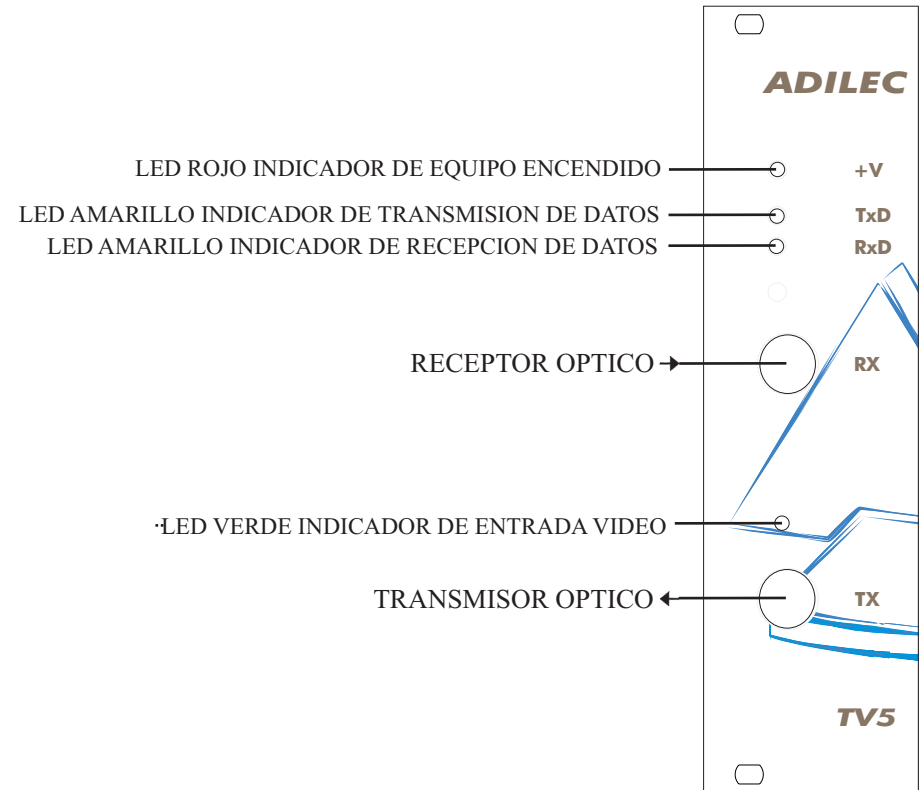 ADILEC
LED ROJO INDICADOR DE EQUIPO ENCENDIDO +V
LED AMARILLO INDICADOR DE TRANSMISION DE DATOS TxD
LED AMARILLO INDICADOR DE RECEPCION DE DATOS RxD
RECEPTOR OPTICO RX
LED VERDE INDICADOR DE ENTRADA VIDEO
TRANSMISOR OPTICO TX
TV5